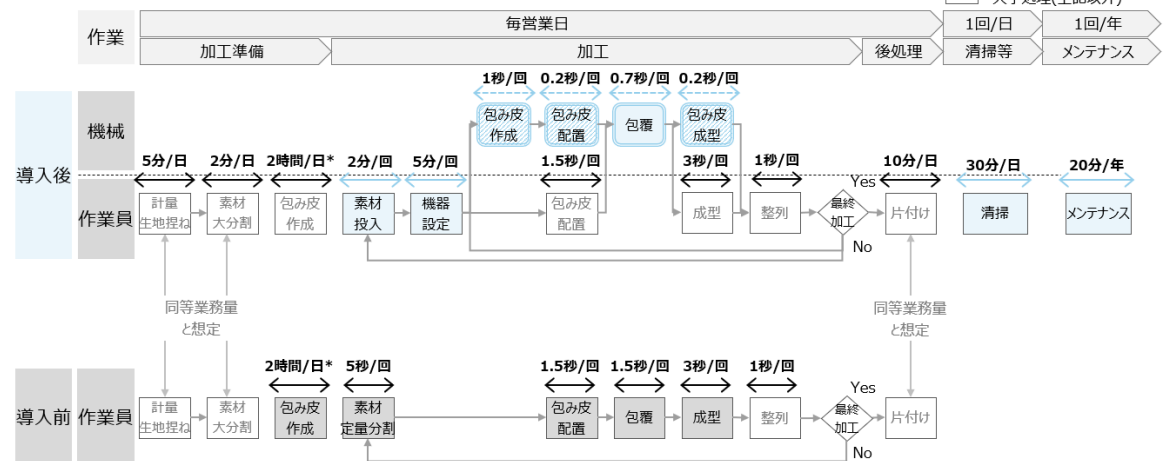 人手処理(上記以外)
作業
毎営業日
1回/日
1回/年
加工準備
加工
後処理
清掃等
メンテナンス
導入後
機械
1秒/回
0.2秒/回
0.7秒/回
0.2秒/回
包み皮
作成
包み皮
配置
包覆
包み皮
成型
作業員
5分/日
2分/日
2時間/日*
2分/回
5分/回
1.5秒/回
3秒/回
1秒/回
10分/日
30分/日
20分/年
計量
生地捏ね
素材
大分割
包み皮
作成
素材
投入
機器
設定
包み皮
配置
成型
整列
最終
加工
Yes
No
片付け
清掃
メンテナンス
同等業務量
と想定
同等業務量
と想定
導入前
作業員
2時間/日*
5秒/回
1.5秒/回
1.5秒/回
3秒/回
1秒/回
計量
生地捏ね
素材
大分割
包み皮
作成
素材
定量分割
包み皮
配置
包覆
成型
整列
最終
加工
Yes
No
片付け